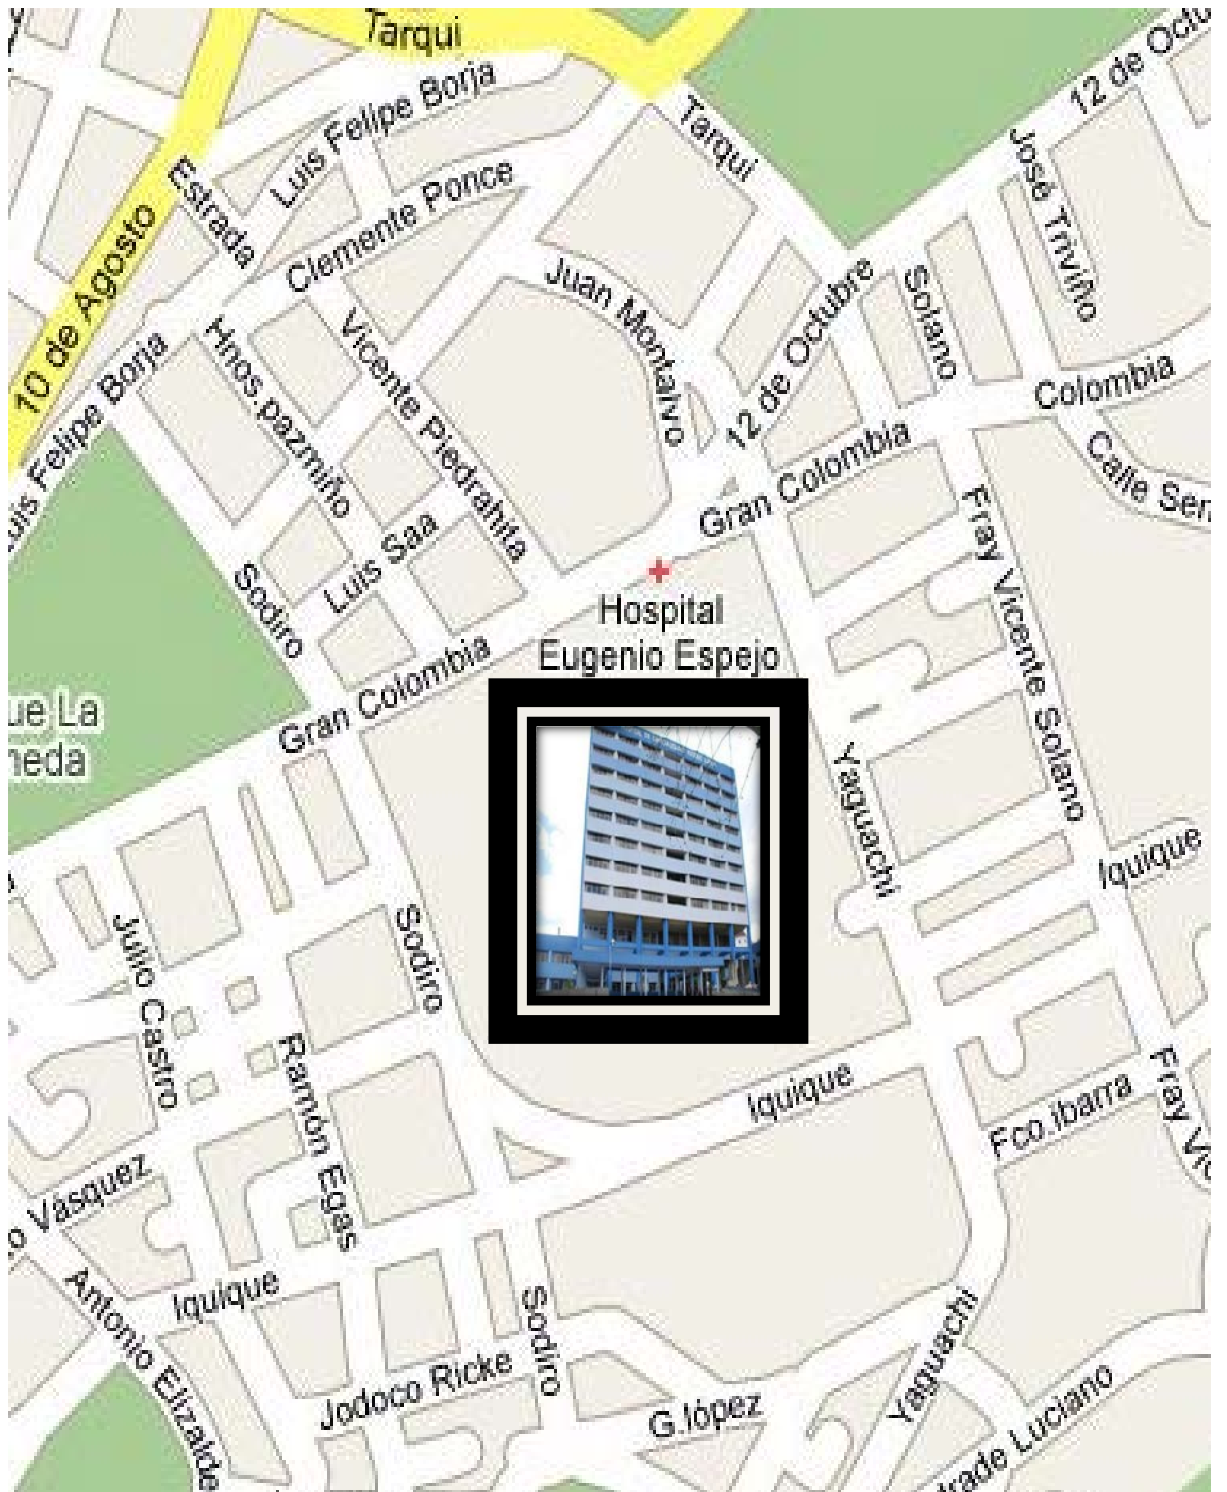 Tarqui
Luis Felipe Borja
12 de Octu
Tarqui
José Triviño
Estrada
Clemente Ponce
10 de Agosto
Juan Montalvo
12 de Octubre
Solano
Hnos.pazmiño
Vicente Piedrahita
Luis Felipe Borja
Colombia
Gran Colombia
Calle Sen
Luis Saa
Fray Vicente Solano
Sodiro
Hospital
Eugenio Espejo
Gran Colombia
ue La
neda
Yaguachi
Iquique
Julio Castro
Sodiro
Ramón Egas
Iquique
Fco.ibarra
Fray Vic
o Vásquez
Antonio Elizalde
Iquique
Sodiro
Yaguachi
Jodoco Ricke
G.lópez
trade Luciano